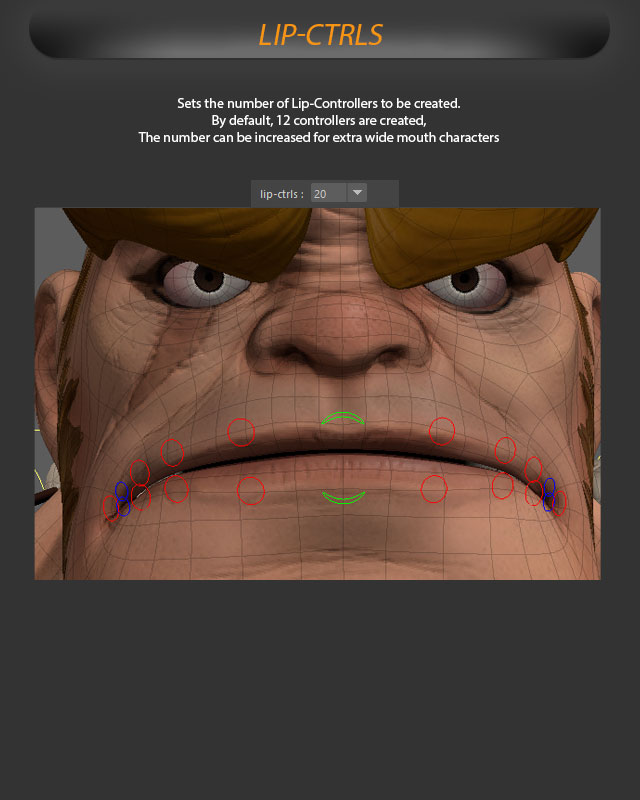 LIP-CTRLS
Sets the number of Lip-Controllers to be created.
By default, 12 controllers are created,
The number can be increased for extra wide mouth characters
lip-ctrls : 20